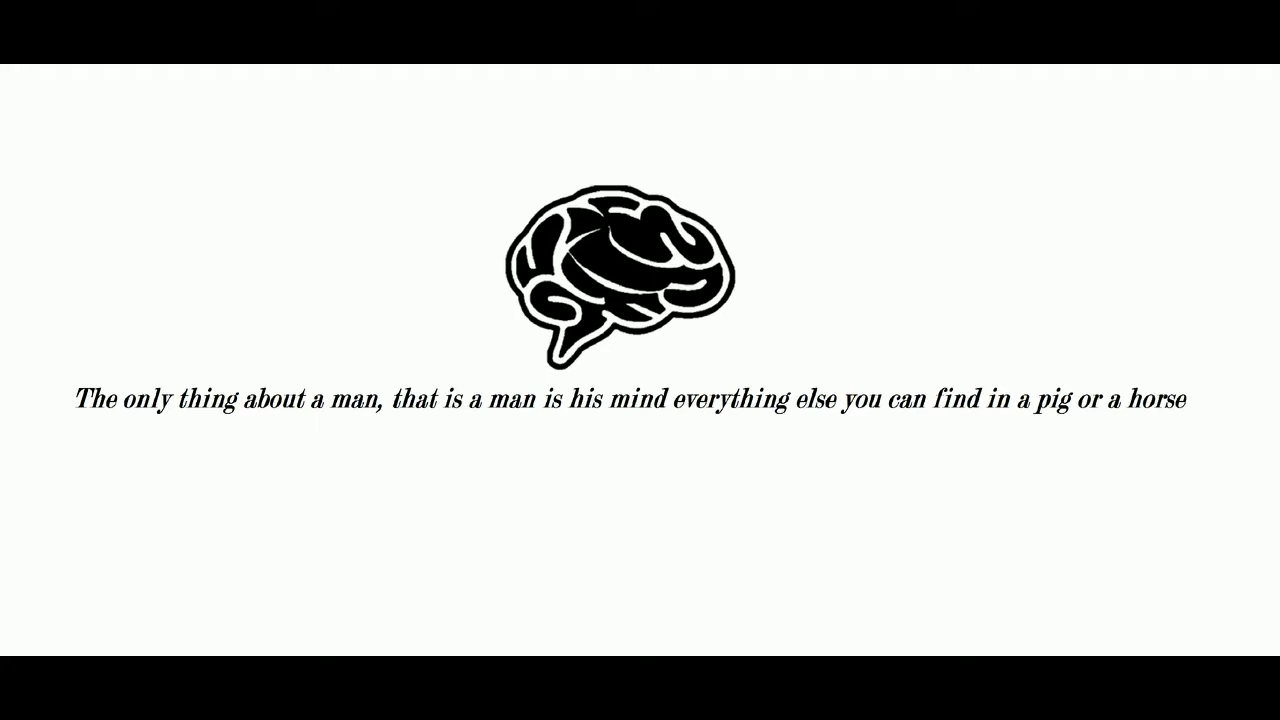 The only thing about a man, that is a man is his mind everything else you can find in a pig or a horse